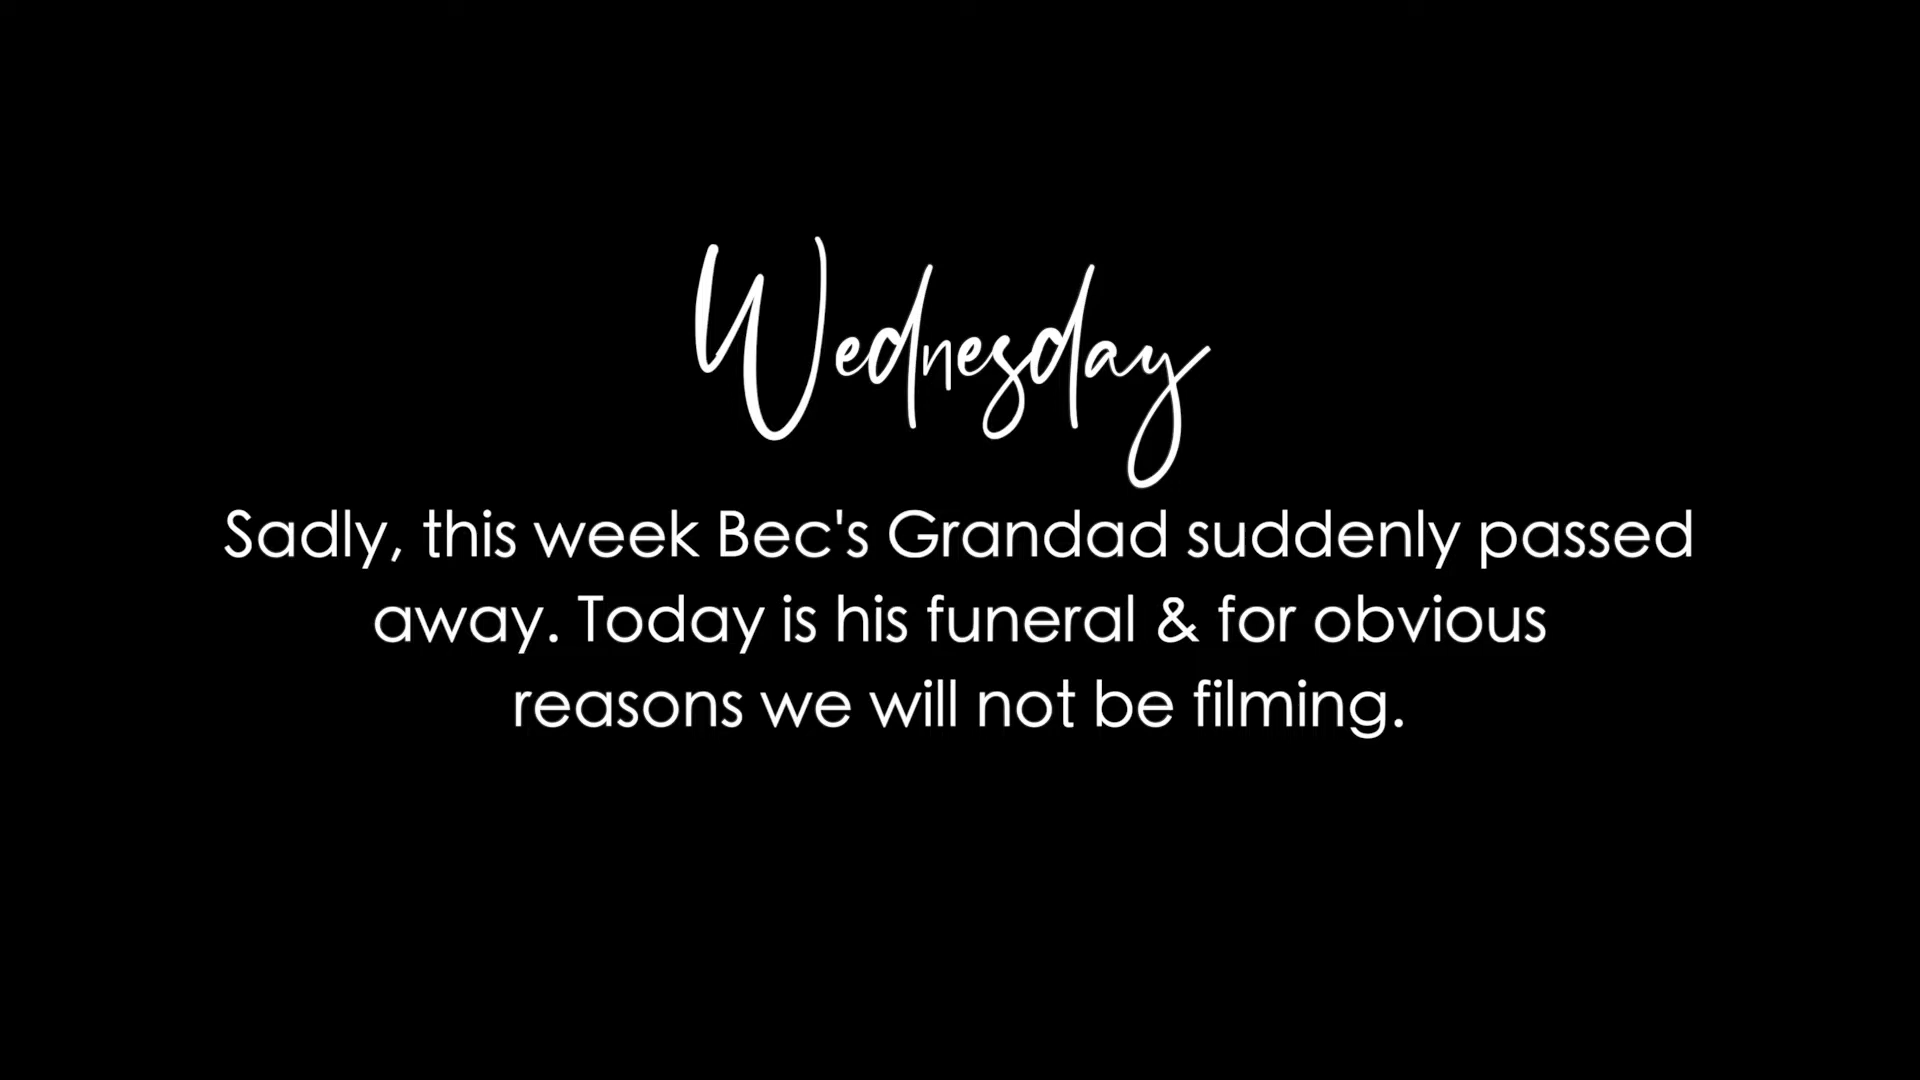 Wednesday
Sadly, this week Bec's Grandad suddenly passed
away. Today is his funeral & for obvious
reasons we will not be filming.